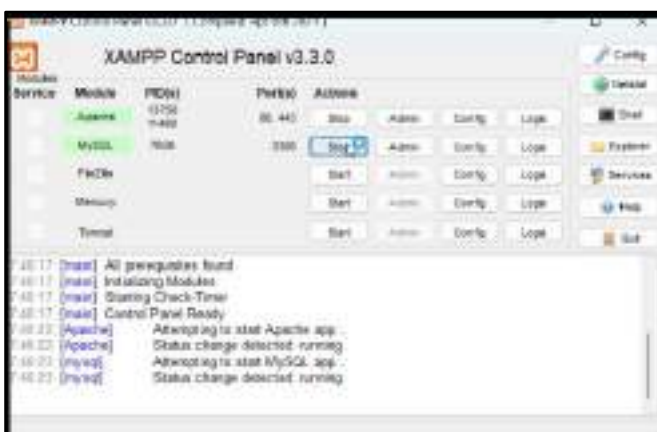 XAMPP Control Panel v3.3.0
Modules
Service Module PID(s) Port(s) Actions
Apache 80, 443 Stop Admin Config Logs
MySQL Stop Admin Config Logs
FileZilla Start Admin Config Logs
Mercury Start Admin Config Logs
Tomcat Start Admin Config Logs
Config
Netstat
Shell
Explorer
Services
Help
Quit
[main] All prerequisites found
[main] Initializing Modules
[main] Starting Check-Timer
[main] Control Panel Ready
[Apache] Attempting to start Apache app...
[Apache] Status change detected: running
[mysql] Attempting to start MySQL app...
[mysql] Status change detected: running